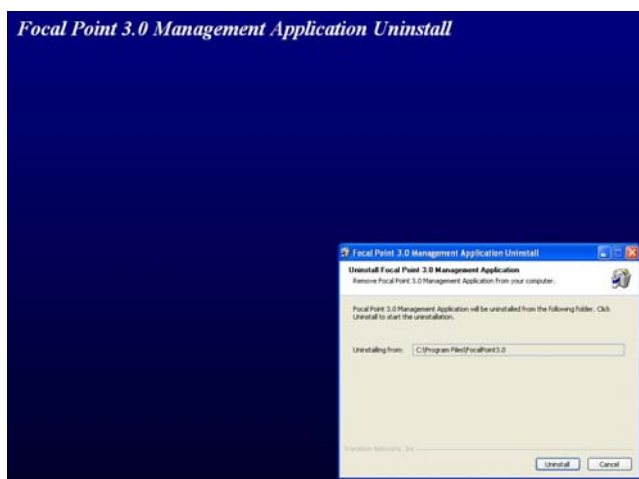 Focal Point 3.0 Management Application Uninstall
Focal Point 3.0 Management Application Uninstall
Uninstall Focal Point 3.0 Management Application
Remove Focal Point 3.0 Management Application from your computer.
Focal Point 3.0 Management Application will be uninstalled from the following folder. Click
Uninstall to start the uninstallation.
Uninstalling from: C:\Program Files\FocalPoint3.0
Transition Networks, Inc.
Uninstall Cancel